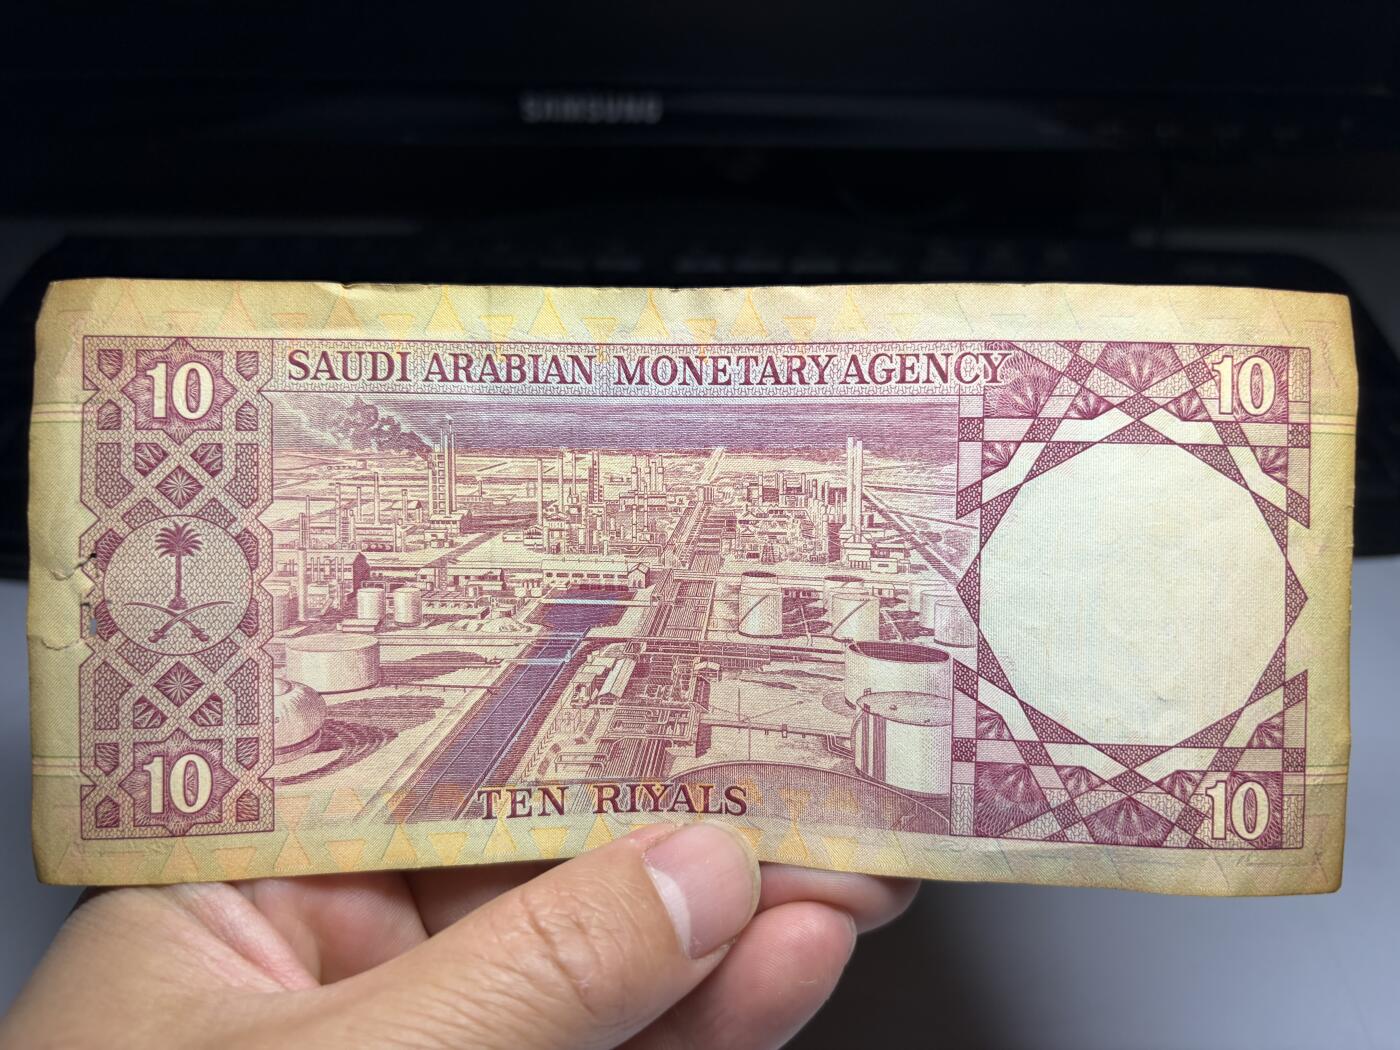 SAMSUNG
10 SAUDI ARABIAN MONETARY AGENCY 10
10 TEN RIYALS 10